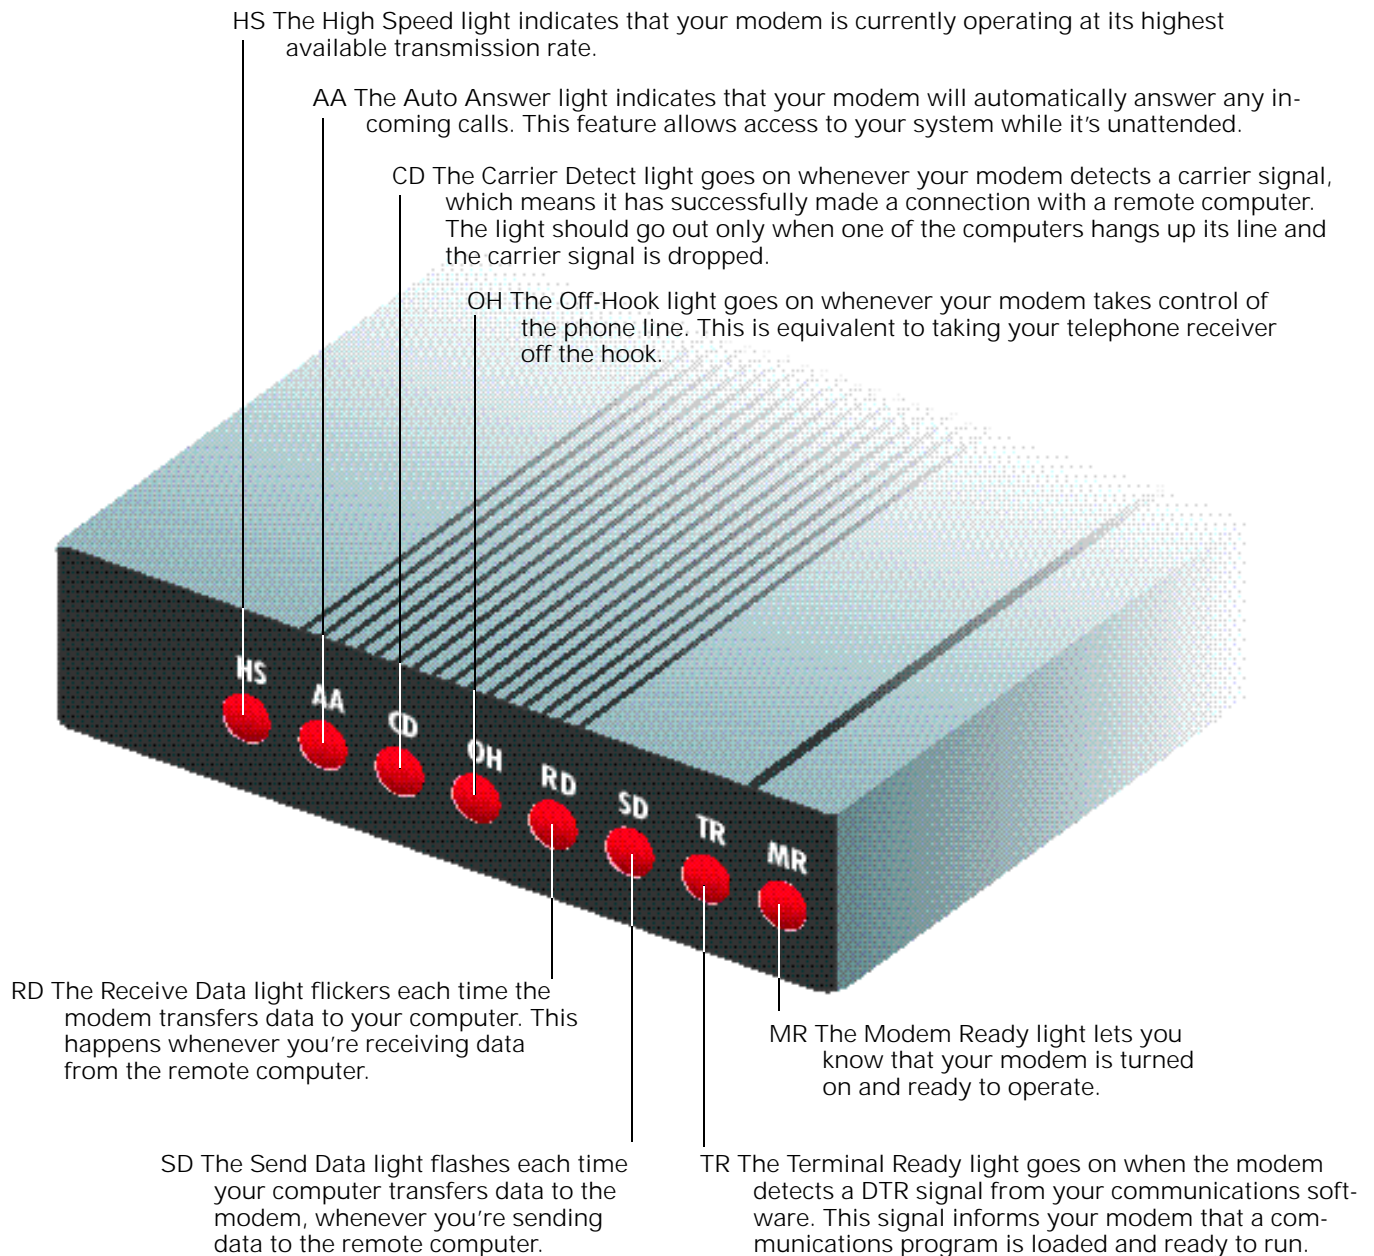 HS The High Speed light indicates that your modem is currently operating at its highest
available transmission rate.
AA The Auto Answer light indicates that your modem will automatically answer any in-
coming calls. This feature allows access to your system while it's unattended.
CD The Carrier Detect light goes on whenever your modem detects a carrier signal,
which means it has successfully made a connection with a remote computer.
The light should go out only when one of the computers hangs up its line and
the carrier signal is dropped.
OH The Off-Hook light goes on whenever your modem takes control of
the phone line. This is equivalent to taking your telephone receiver
off the hook.
HS
AA
CD
OH
RD
SD
TR
MR
RD The Receive Data light flickers each time the
modem transfers data to your computer. This
happens whenever you're receiving data
from the remote computer.
MR The Modem Ready light lets you
know that your modem is turned
on and ready to operate.
SD The Send Data light flashes each time
your computer transfers data to the
modem, whenever you're sending
data to the remote computer.
TR The Terminal Ready light goes on when the modem
detects a DTR signal from your communications soft-
ware. This signal informs your modem that a com-
munications program is loaded and ready to run.